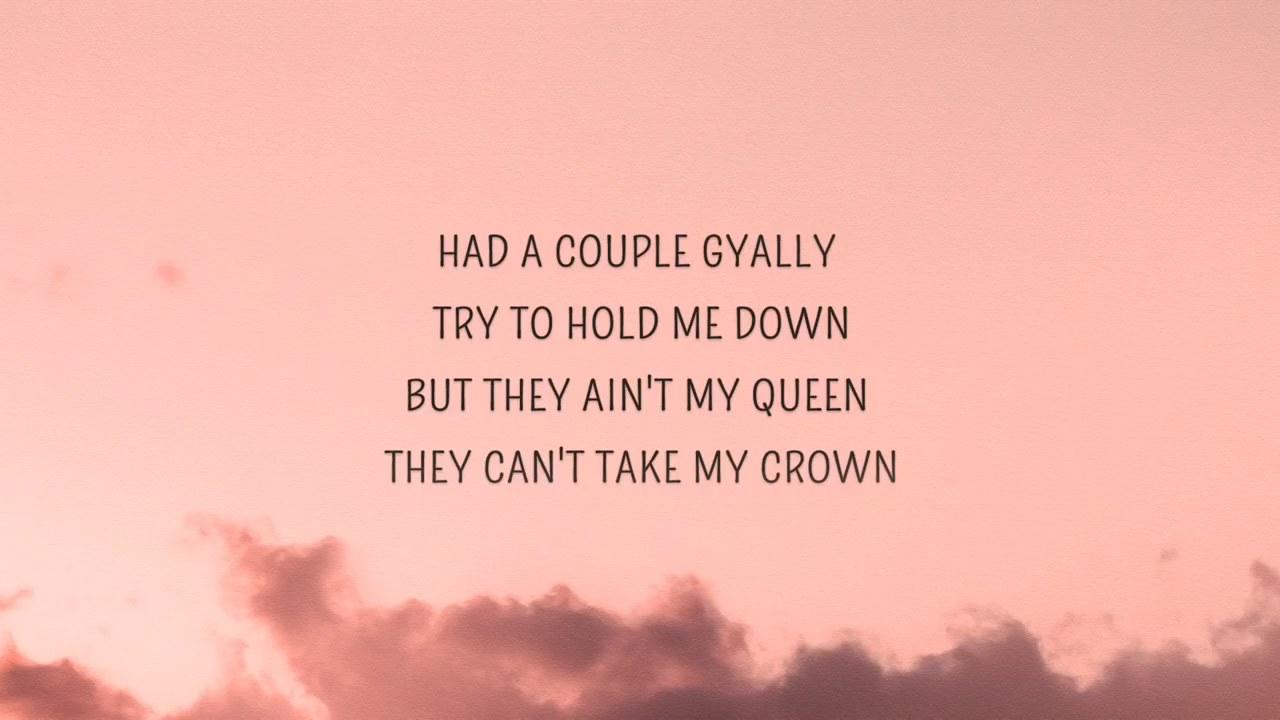 HAD A COUPLE GYALLY
TRY TO HOLD ME DOWN
BUT THEY AIN'T MY QUEEN
THEY CAN'T TAKE MY CROWN